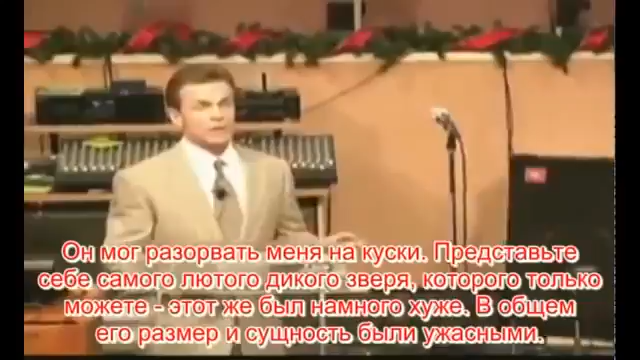 Он мог разорвать меня на куски. Представьте
себе самого лютого дикого зверя, которого только
можете - этот же был намного хуже. В общем
его размер и сущность были ужасными.